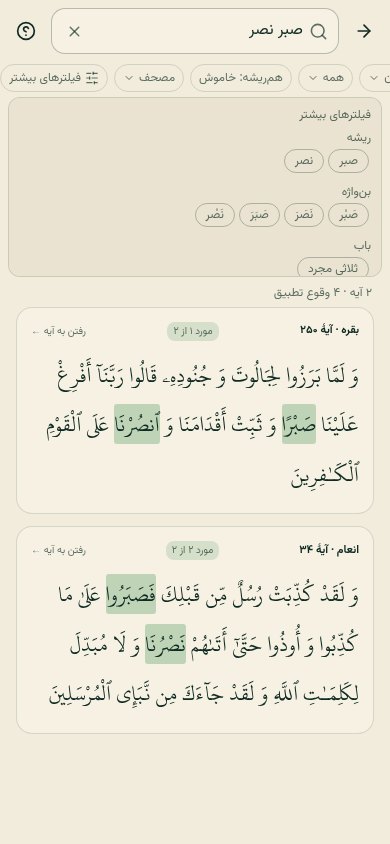 صبر نصر
همه
مصحف
هم‌ریشه: خاموش
فیلترهای بیشتر
فیلترهای بیشتر
ریشه
صبر نصر
بن‌واژه
صَبْر نَصَرَ صَبَرَ نَصْر
باب
ثلاثی مجرد
۲ آیه · ۴ وقوع تطبیق
بقره · آیهٔ ۲۵۰
مورد ۱ از ۲
رفتن به آیه ←
وَ لَمَّا بَرَزُوا لِجَالُوتَ وَ جُنُودِهِۦ قَالُوا رَبَّنَآ أَفْرِغْ
عَلَيْنَا صَبْرًا وَ ثَبِّتْ أَقْدَامَنَا وَ ٱنصُرْنَا عَلَى ٱلْقَوْمِ
ٱلْكَـٰفِرِينَ
انعام · آیهٔ ۳۴
مورد ۲ از ۲
رفتن به آیه ←
وَ لَقَدْ كُذِّبَتْ رُسُلٌ مِّن قَبْلِكَ فَصَبَرُوا عَلَىٰ مَا
كُذِّبُوا وَ أُوذُوا حَتَّىٰٓ أَتَىٰهُمْ نَصْرُنَا وَ لَا مُبَدِّلَ
لِكَلِمَـٰتِ ٱللَّهِ وَ لَقَدْ جَآءَكَ مِن نَّبَإِى ٱلْمُرْسَلِينَ